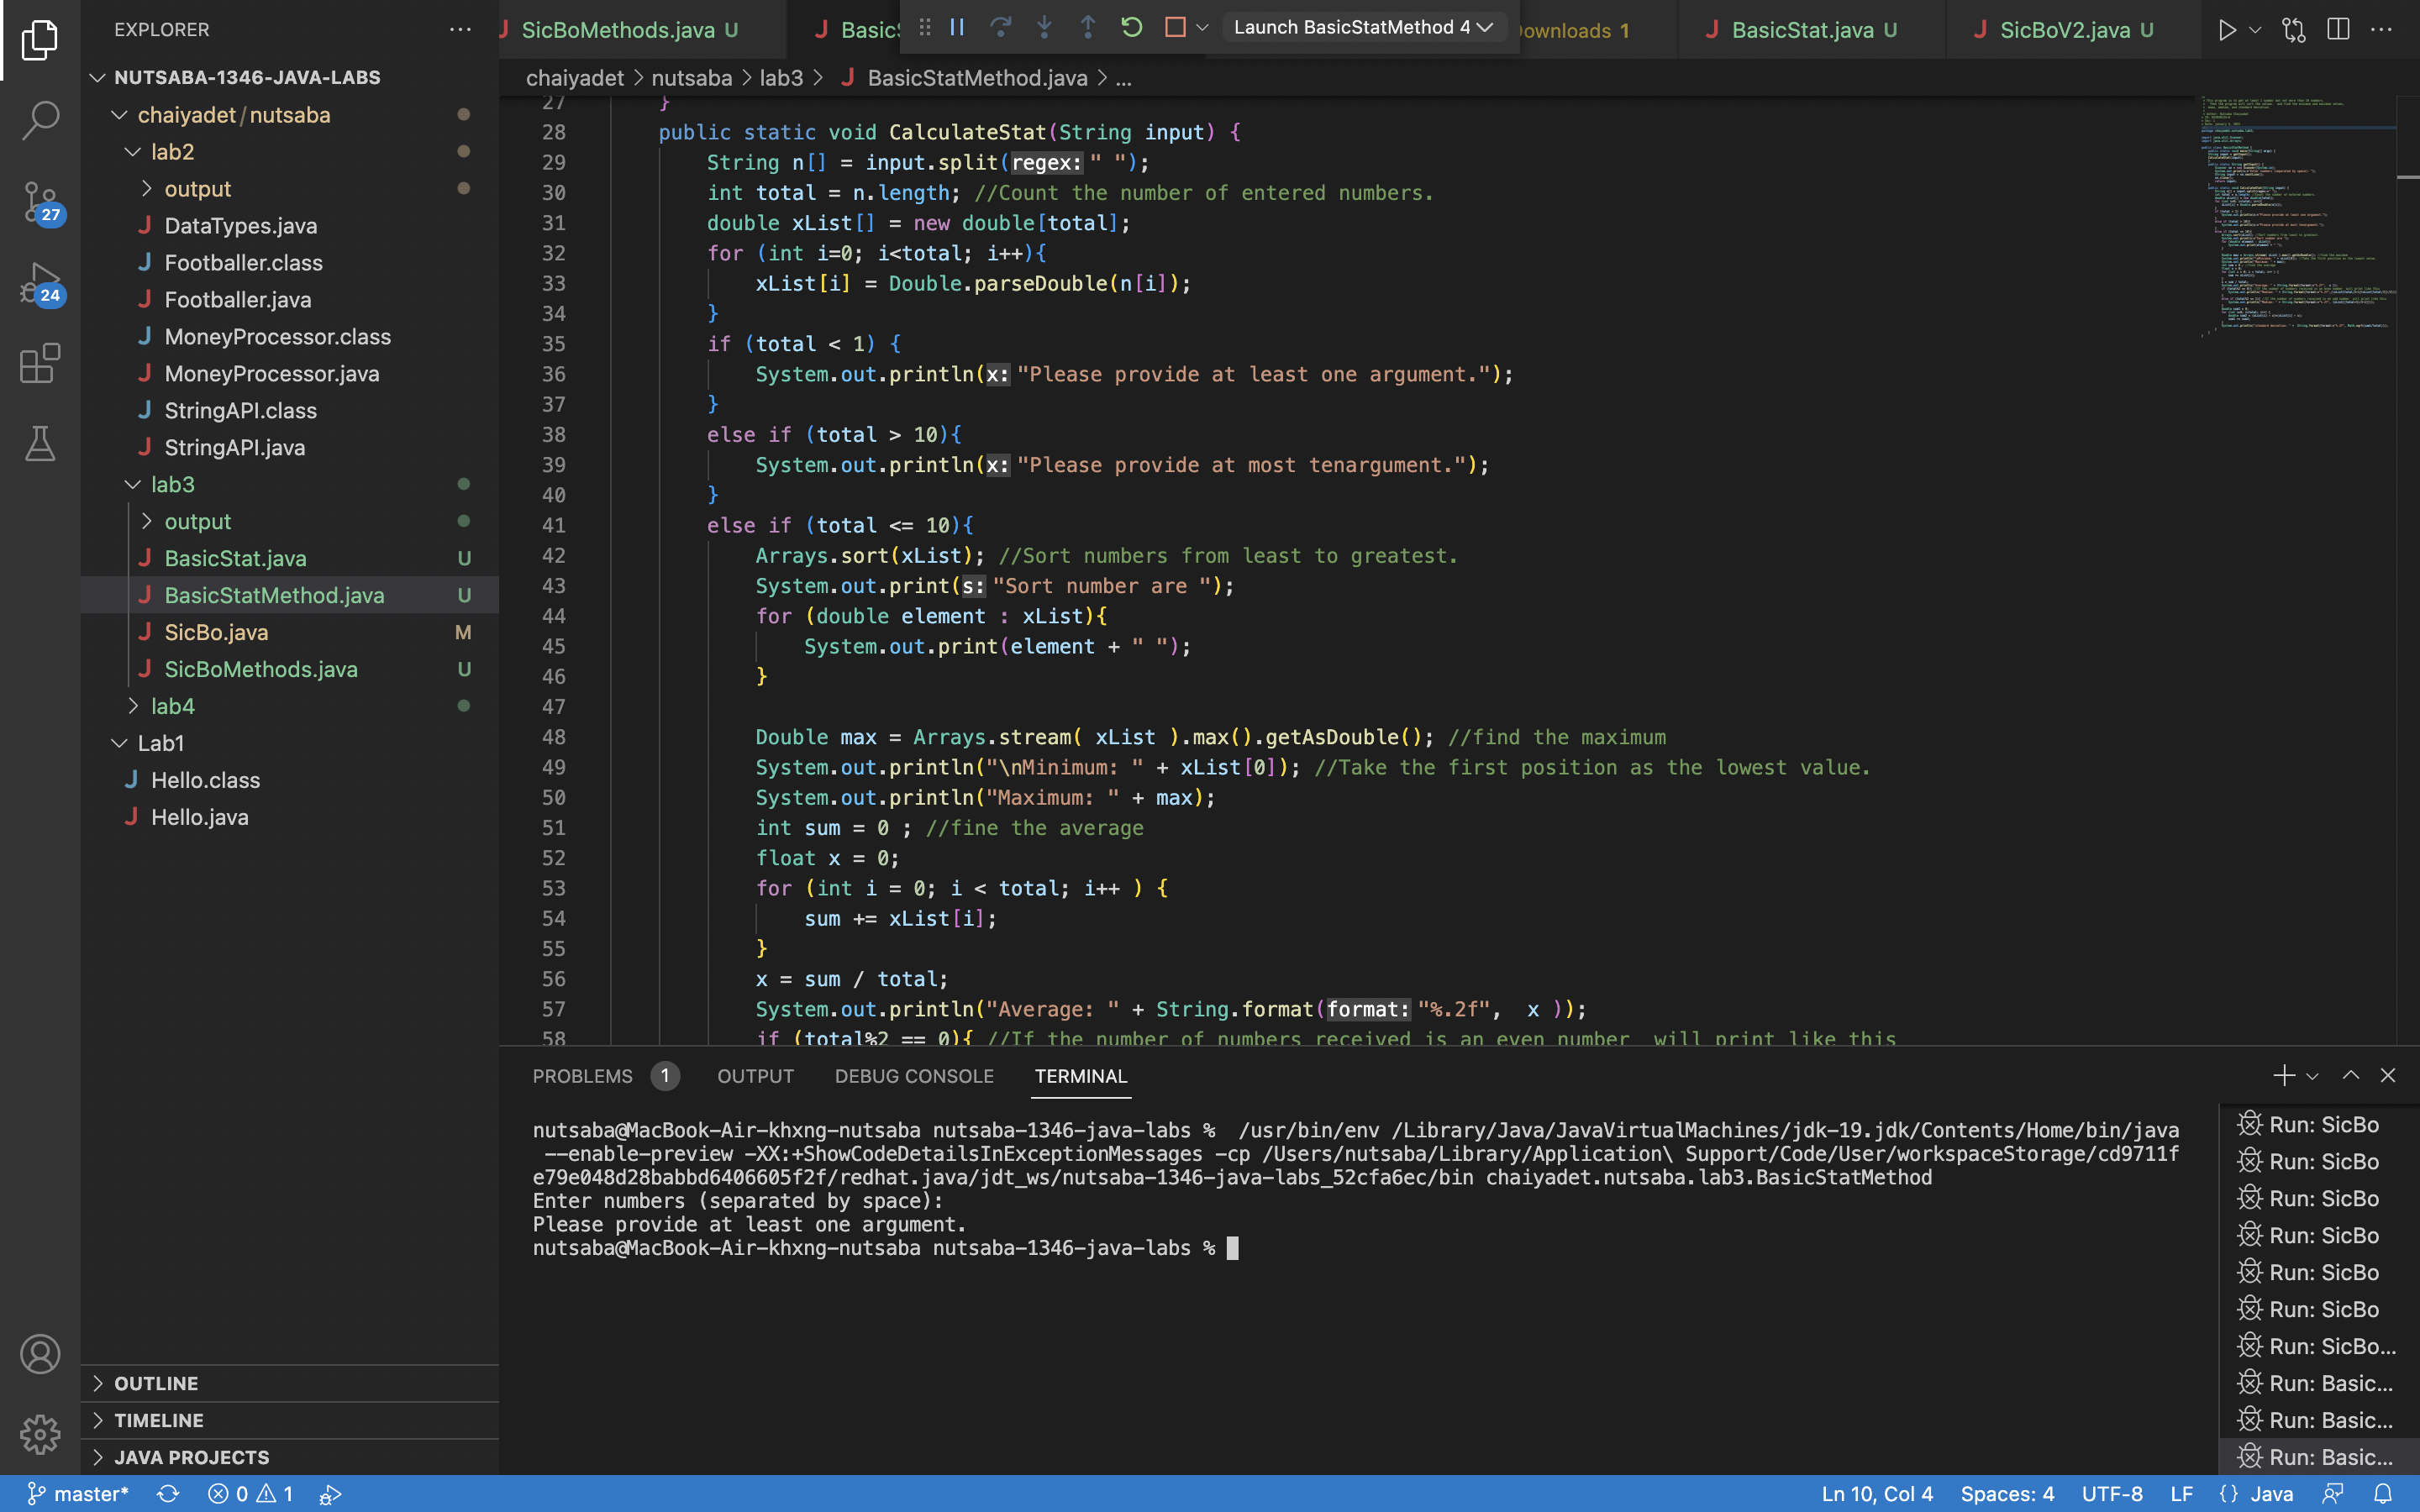 EXPLORER
NUTSABA-1346-JAVA-LABS
chaiyadet/nutsaba
lab2
output
DataTypes.java
Footballer.class
Footballer.java
MoneyProcessor.class
MoneyProcessor.java
StringAPI.class
StringAPI.java
lab3
output
BasicStat.java U
BasicStatMethod.java U
SicBo.java M
SicBoMethods.java U
lab4
Lab1
Hello.class
Hello.java
OUTLINE
TIMELINE
JAVA PROJECTS
27
24
SicBoMethods.java U
Launch BasicStatMethod 4
Downloads 1
BasicStat.java U
SicBoV2.java U
chaiyadet > nutsaba > lab3 > BasicStatMethod.java > ...
27 }
28 public static void CalculateStat(String input) {
29 String n[] = input.split(regex:" ");
30 int total = n.length; //Count the number of entered numbers.
31 double xList[] = new double[total];
32 for (int i=0; i<total; i++){
33 xList[i] = Double.parseDouble(n[i]);
34 }
35 if (total < 1) {
36 System.out.println(x:"Please provide at least one argument.");
37 }
38 else if (total > 10){
39 System.out.println(x:"Please provide at most tenargument.");
40 }
41 else if (total <= 10){
42 Arrays.sort(xList); //Sort numbers from least to greatest.
43 System.out.print(s:"Sort number are ");
44 for (double element : xList){
45 System.out.print(element + " ");
46 }
47
48 Double max = Arrays.stream( xList ).max().getAsDouble(); //find the maximum
49 System.out.println("\nMinimum: " + xList[0]); //Take the first position as the lowest value.
50 System.out.println("Maximum: " + max);
51 int sum = 0 ; //fine the average
52 float x = 0;
53 for (int i = 0; i < total; i++ ) {
54 sum += xList[i];
55 }
56 x = sum / total;
57 System.out.println("Average: " + String.format(format:"%.2f",  x ));
58 if (total%2 == 0){ //If the number of numbers received is an even number  will print like this
PROBLEMS 1 OUTPUT DEBUG CONSOLE TERMINAL
nutsaba@MacBook-Air-khxng-nutsaba nutsaba-1346-java-labs %  /usr/bin/env /Library/Java/JavaVirtualMachines/jdk-19.jdk/Contents/Home/bin/java
--enable-preview -XX:+ShowCodeDetailsInExceptionMessages -cp /Users/nutsaba/Library/Application\ Support/Code/User/workspaceStorage/cd9711f
e79e048d28babbd6406605f2f/redhat.java/jdt_ws/nutsaba-1346-java-labs_52cfa6ec/bin chaiyadet.nutsaba.lab3.BasicStatMethod
Enter numbers (separated by space):
Please provide at least one argument.
nutsaba@MacBook-Air-khxng-nutsaba nutsaba-1346-java-labs %
Run: SicBo
Run: SicBo
Run: SicBo
Run: SicBo
Run: SicBo
Run: SicBo
Run: SicBo...
Run: Basic...
Run: Basic...
Run: Basic...
master* 0 1
Ln 10, Col 4 Spaces: 4 UTF-8 LF {} Java